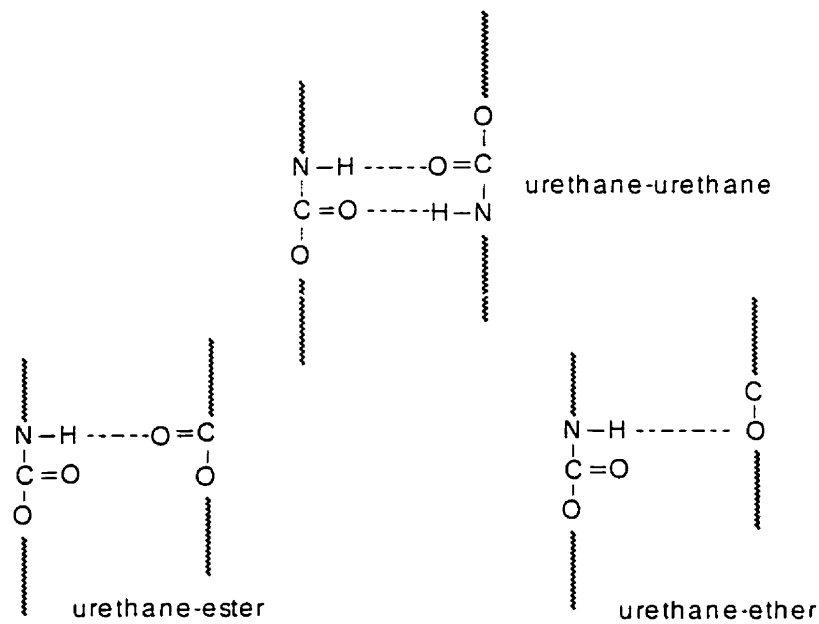 O
N–H-----O=C
C=O-----H–N
O
urethane-urethane
C
N–H-----O=C
C=O
O
O
urethane-ester
N–H-------O
C=O
O
urethane-ether